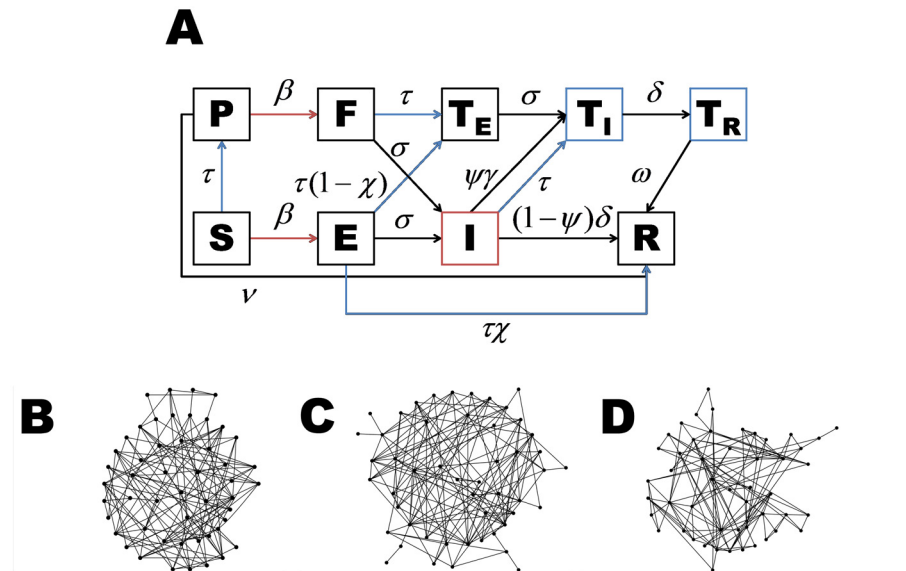 A
P β F τ T_E σ T_I δ T_R
τ σ τ(1 − χ) ψγ τ ω
S β E σ I (1−ψ)δ R
ν
τχ
B C D